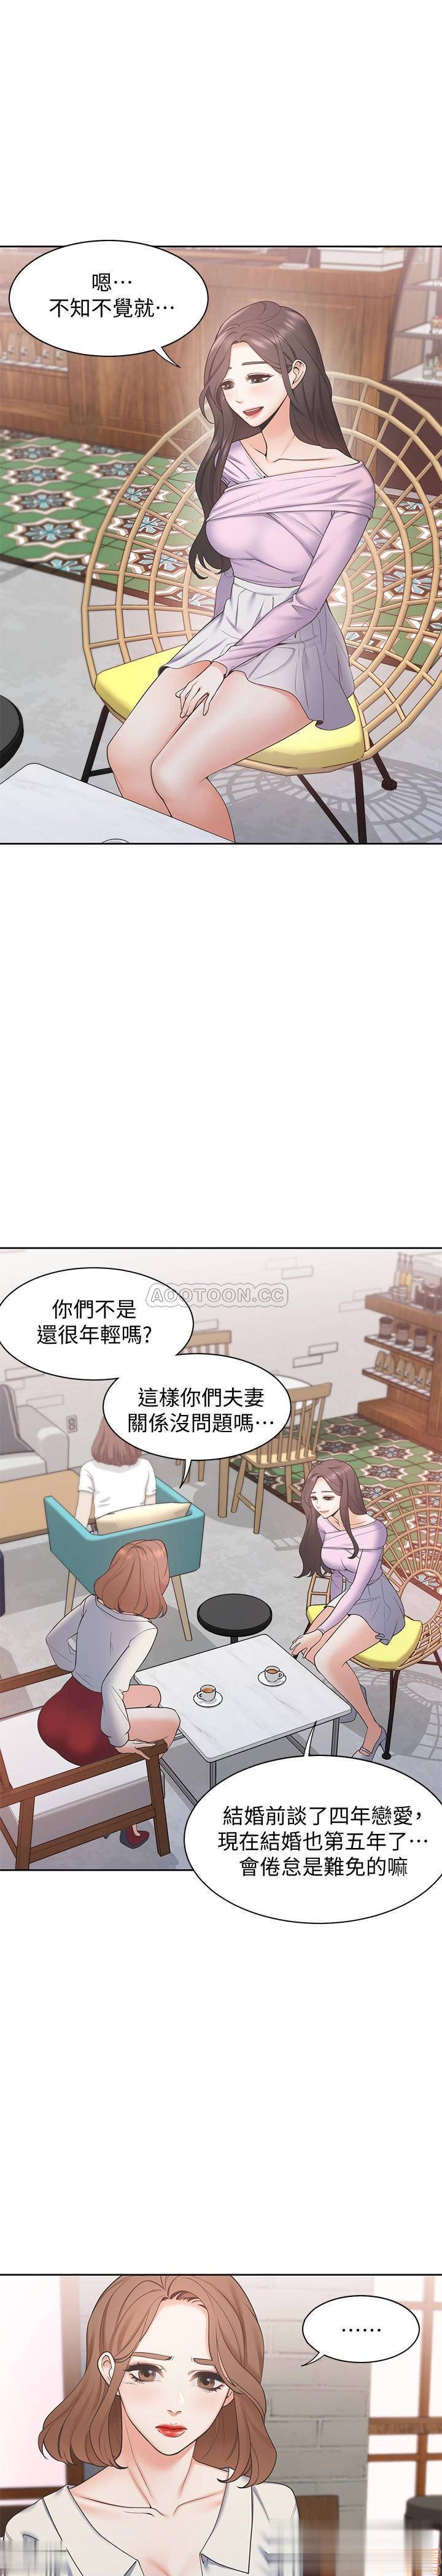 嗯⋯
不知不覺就⋯
AOOTOON.CC
你們不是
還很年輕嗎?
這樣你們夫妻
關係沒問題嗎⋯
結婚前談了四年戀愛,
現在結婚也第五年了⋯
會倦怠是難免的嘛
⋯⋯